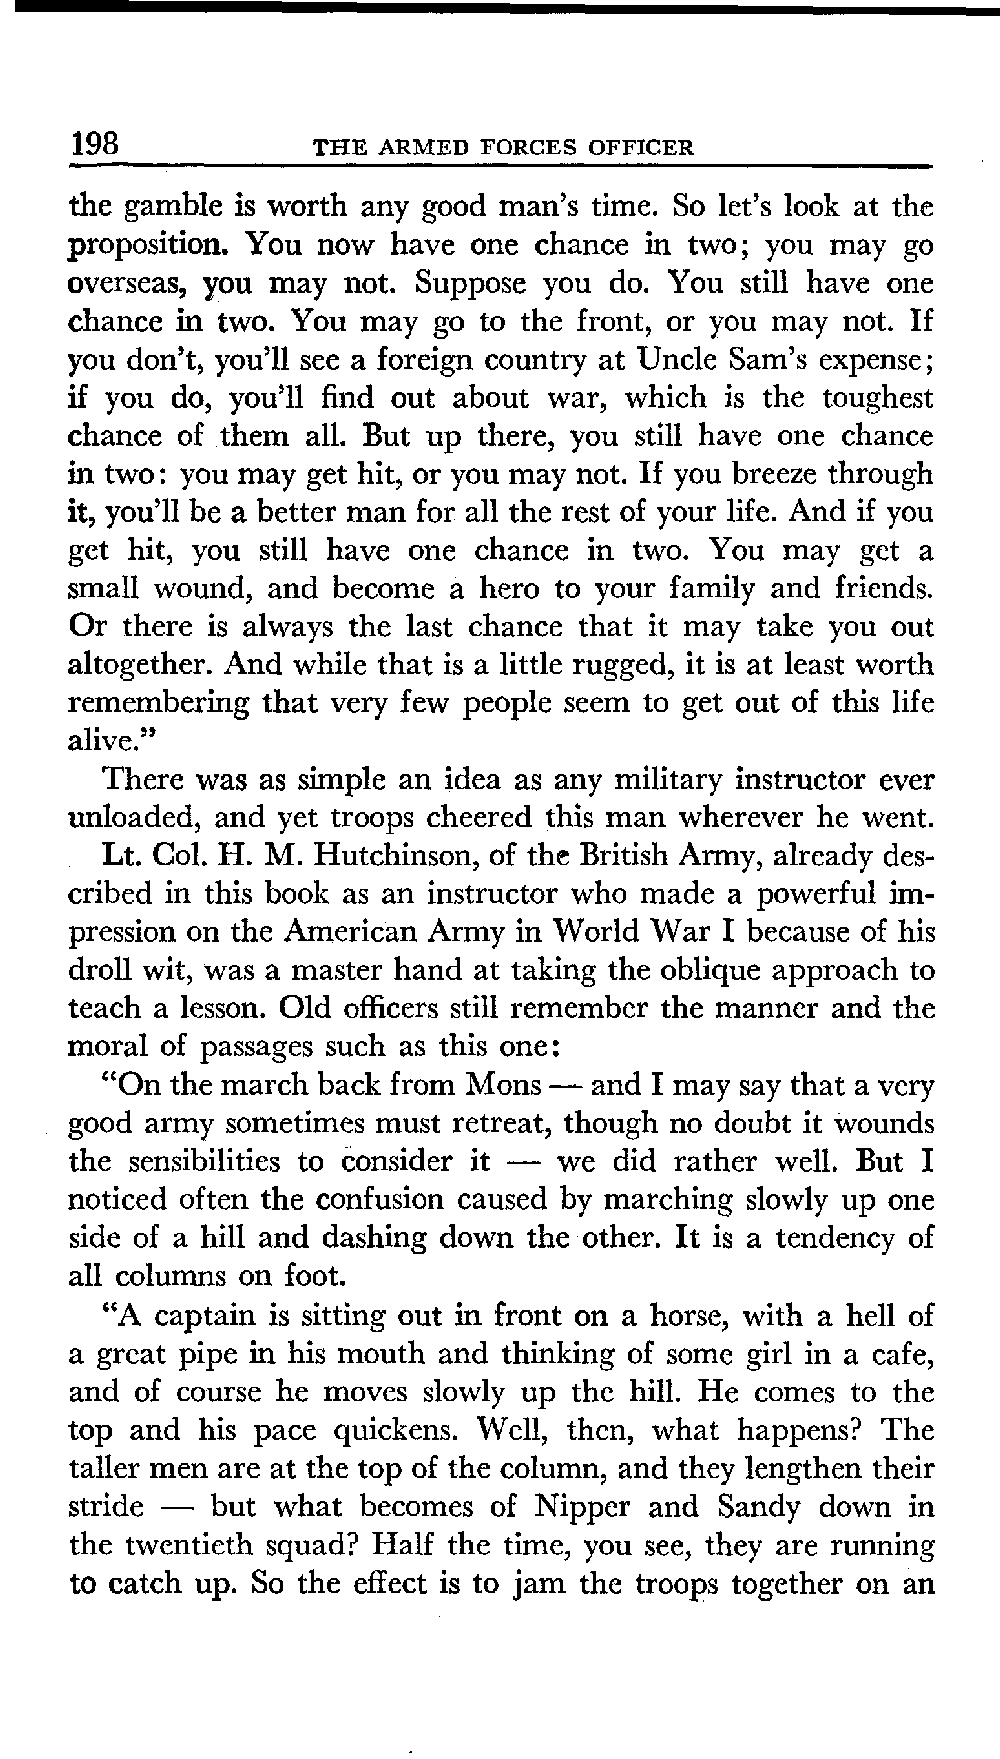 198 THE ARMED FORCES OFFICER
the gamble is worth any good man's time. So let's look at the
proposition. You now have one chance in two; you may go
overseas, you may not. Suppose you do. You still have one
chance in two. You may go to the front, or you may not. If
you don't, you'll see a foreign country at Uncle Sam's expense;
if you do, you'll find out about war, which is the toughest
chance of them all. But up there, you still have one chance
in two: you may get hit, or you may not. If you breeze through
it, you'll be a better man for all the rest of your life. And if you
get hit, you still have one chance in two. You may get a
small wound, and become a hero to your family and friends.
Or there is always the last chance that it may take you out
altogether. And while that is a little rugged, it is at least worth
remembering that very few people seem to get out of this life
alive."
There was as simple an idea as any military instructor ever
unloaded, and yet troops cheered this man wherever he went.
Lt. Col. H. M. Hutchinson, of the British Army, already des-
cribed in this book as an instructor who made a powerful im-
pression on the American Army in World War I because of his
droll wit, was a master hand at taking the oblique approach to
teach a lesson. Old officers still remember the manner and the
moral of passages such as this one:
"On the march back from Mons — and I may say that a very
good army sometimes must retreat, though no doubt it wounds
the sensibilities to consider it — we did rather well. But I
noticed often the confusion caused by marching slowly up one
side of a hill and dashing down the other. It is a tendency of
all columns on foot.
"A captain is sitting out in front on a horse, with a hell of
a great pipe in his mouth and thinking of some girl in a cafe,
and of course he moves slowly up the hill. He comes to the
top and his pace quickens. Well, then, what happens? The
taller men are at the top of the column, and they lengthen their
stride — but what becomes of Nipper and Sandy down in
the twentieth squad? Half the time, you see, they are running
to catch up. So the effect is to jam the troops together on an